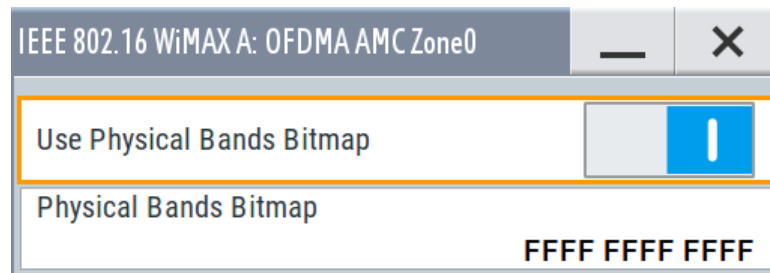 IEEE 802.16 WiMAX A: OFDMA AMC Zone0
Use Physical Bands Bitmap
Physical Bands Bitmap
FFFF FFFF FFFF